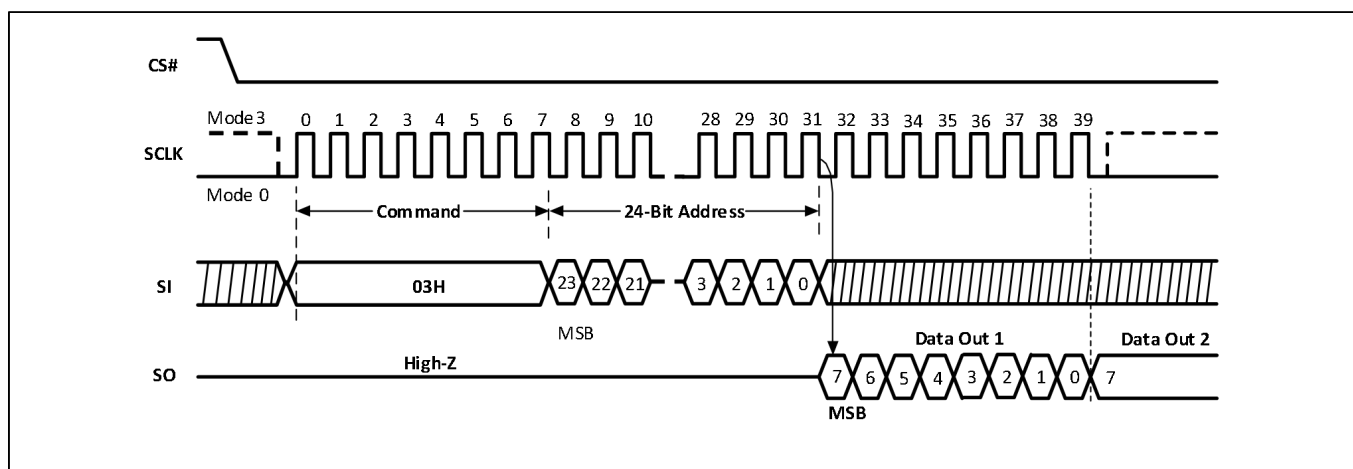 CS#
Mode 3 0 1 2 3 4 5 6 7 8 9 10 28 29 30 31 32 33 34 35 36 37 38 39
SCLK
Mode 0
Command 24-Bit Address
SI 03H 23 22 21 3 2 1 0
MSB
Data Out 1 Data Out 2
High-Z
SO 7 6 5 4 3 2 1 0 7
MSB